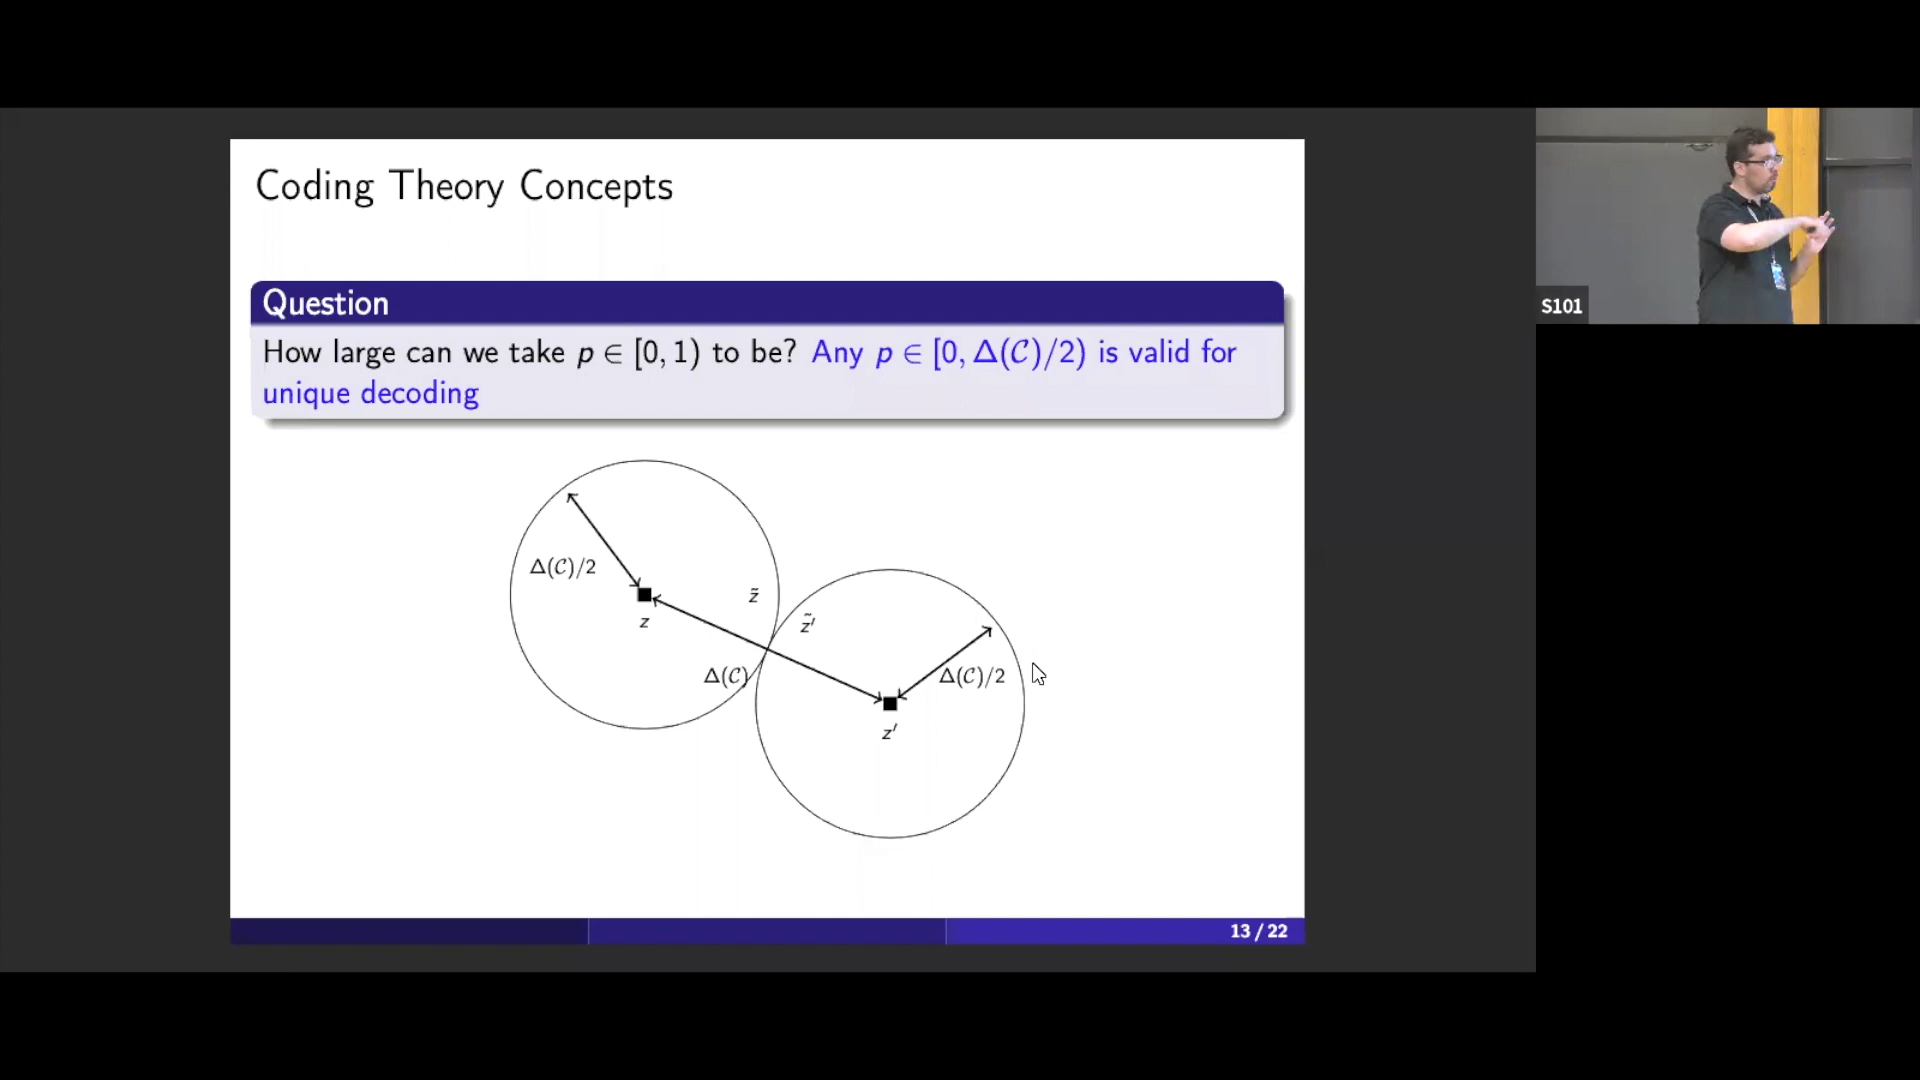 Coding Theory Concepts
Question
How large can we take p ∈ [0, 1) to be? Any p ∈ [0, Δ(𝒞)/2) is valid for
unique decoding
Δ(𝒞)/2
z̃
z
z̃′
Δ(𝒞)
Δ(𝒞)/2
z′
13 / 22
S101